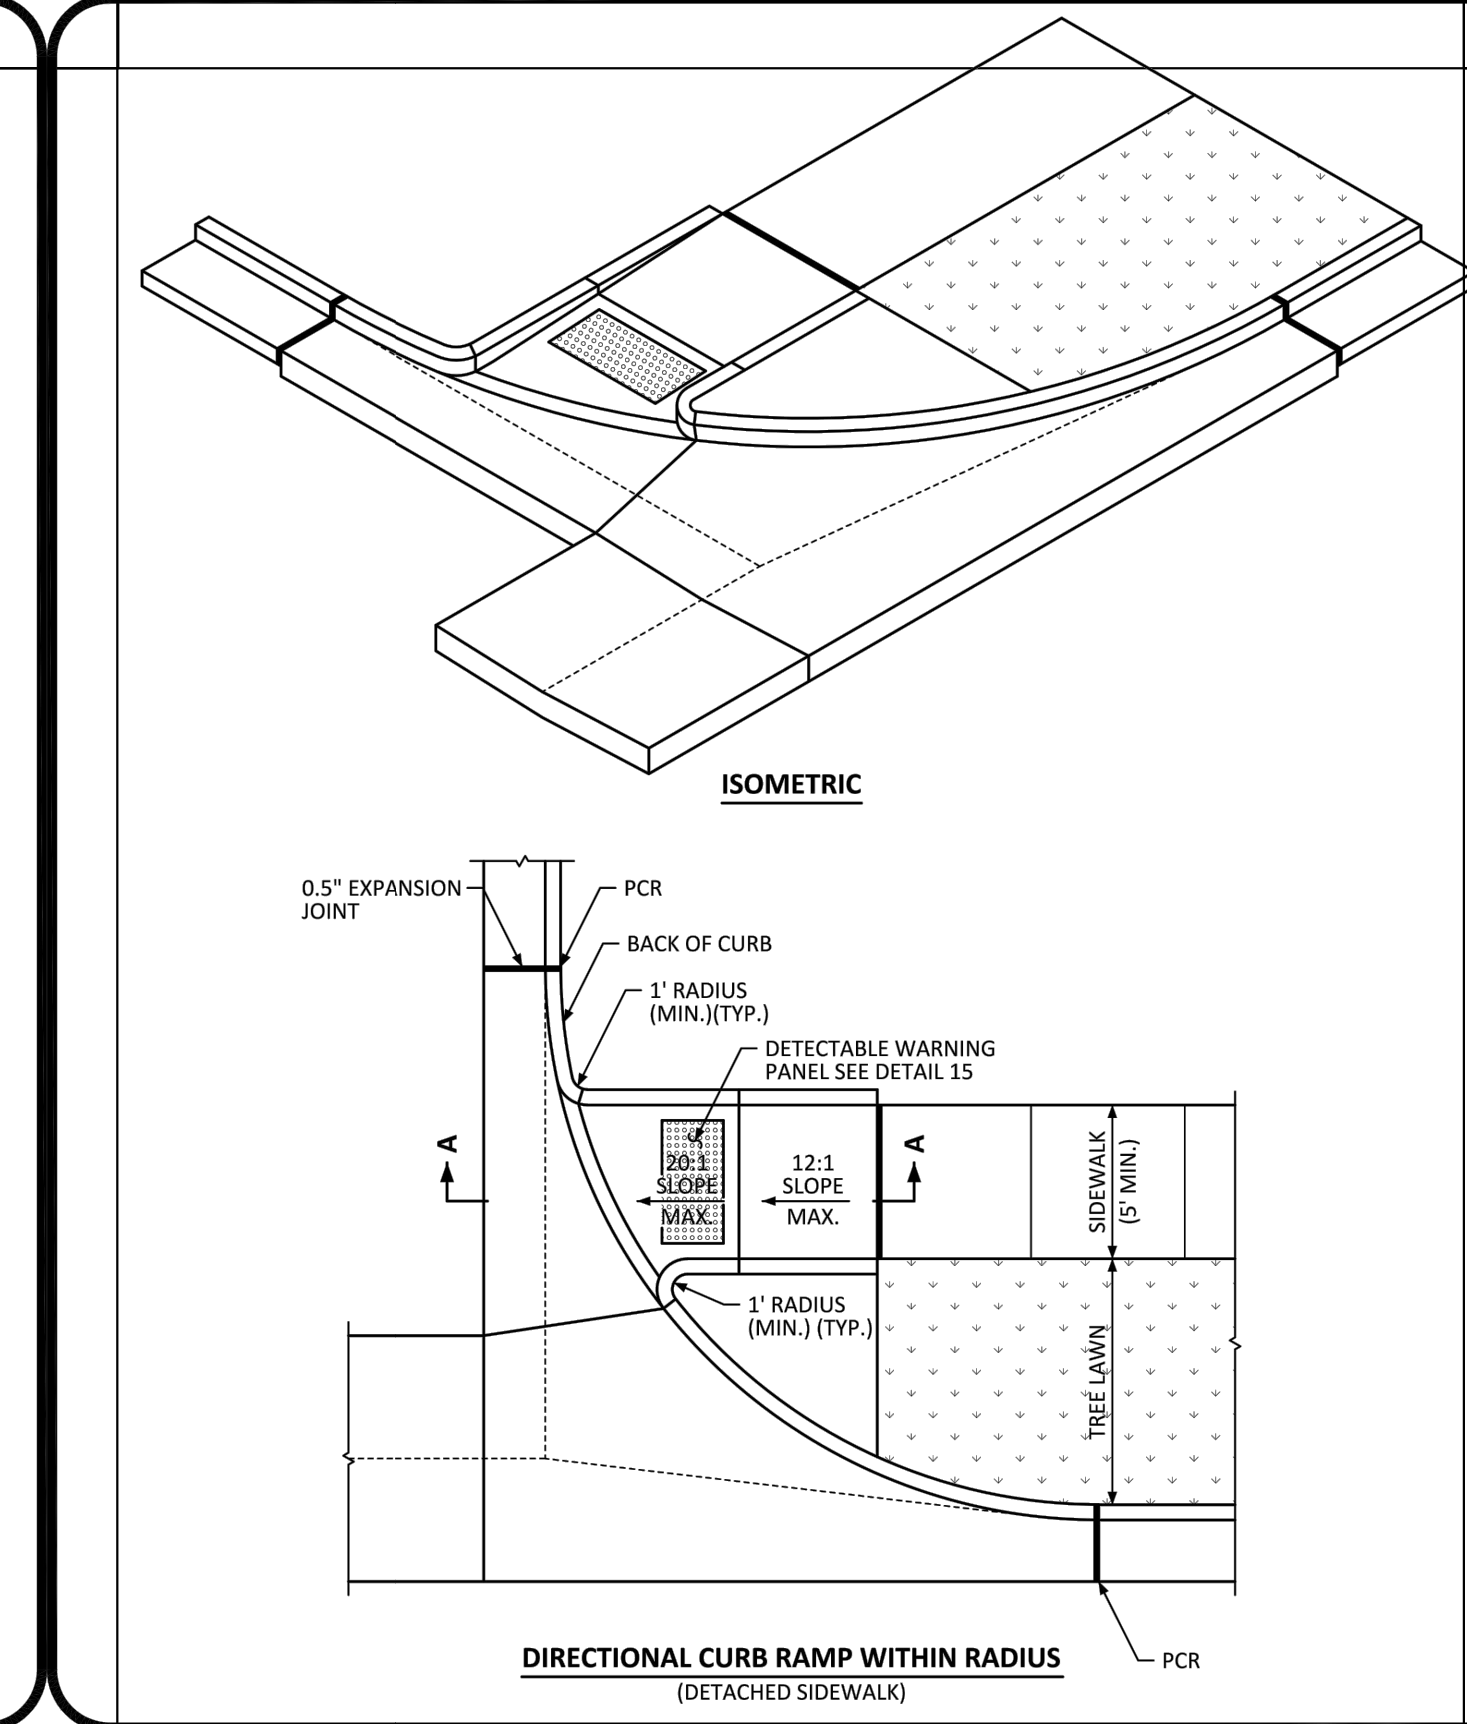 ISOMETRIC
0.5" EXPANSION
JOINT
PCR
BACK OF CURB
1' RADIUS
(MIN.)(TYP.)
DETECTABLE WARNING
PANEL SEE DETAIL 15
A
A
20:1
SLOPE
MAX.
12:1
SLOPE
MAX.
SIDEWALK
(5' MIN.)
1' RADIUS
(MIN.) (TYP.)
TREE LAWN
DIRECTIONAL CURB RAMP WITHIN RADIUS
(DETACHED SIDEWALK)
PCR